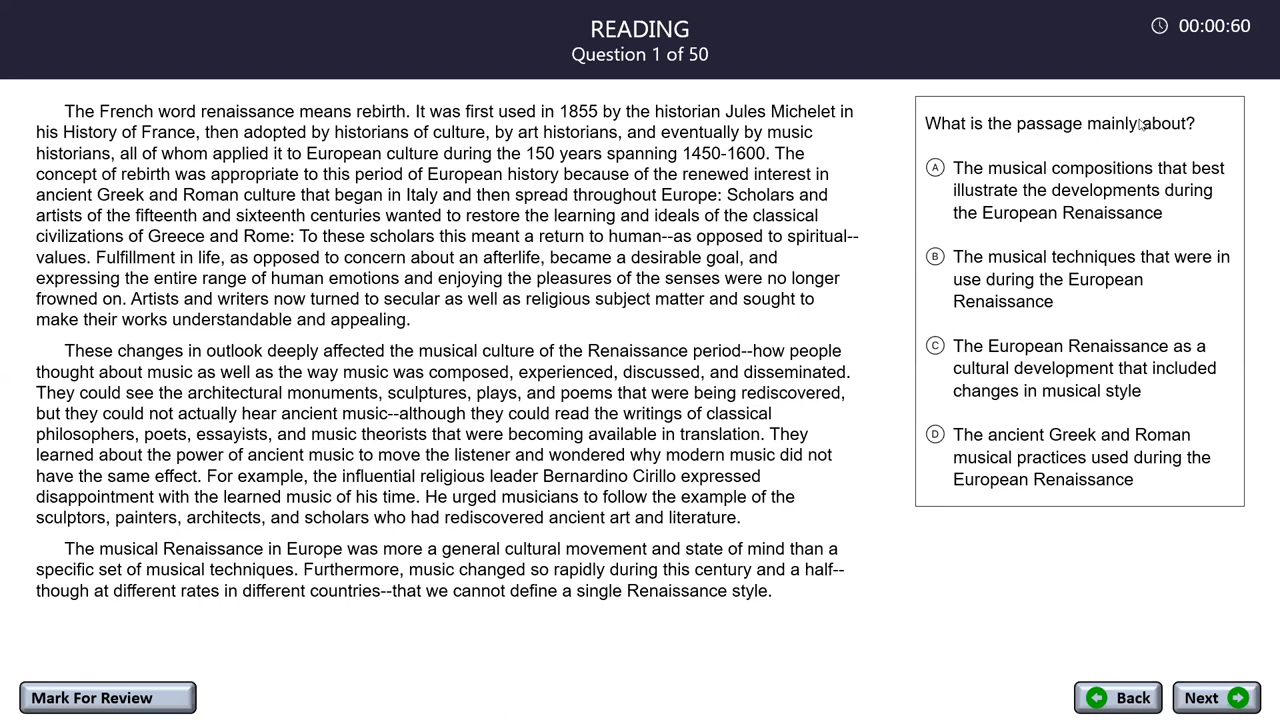 READING
Question 1 of 50
00:00:60
The French word renaissance means rebirth. It was first used in 1855 by the historian Jules Michelet in
his History of France, then adopted by historians of culture, by art historians, and eventually by music
historians, all of whom applied it to European culture during the 150 years spanning 1450-1600. The
concept of rebirth was appropriate to this period of European history because of the renewed interest in
ancient Greek and Roman culture that began in Italy and then spread throughout Europe: Scholars and
artists of the fifteenth and sixteenth centuries wanted to restore the learning and ideals of the classical
civilizations of Greece and Rome: To these scholars this meant a return to human--as opposed to spiritual--
values. Fulfillment in life, as opposed to concern about an afterlife, became a desirable goal, and
expressing the entire range of human emotions and enjoying the pleasures of the senses were no longer
frowned on. Artists and writers now turned to secular as well as religious subject matter and sought to
make their works understandable and appealing.
These changes in outlook deeply affected the musical culture of the Renaissance period--how people
thought about music as well as the way music was composed, experienced, discussed, and disseminated.
They could see the architectural monuments, sculptures, plays, and poems that were being rediscovered,
but they could not actually hear ancient music--although they could read the writings of classical
philosophers, poets, essayists, and music theorists that were becoming available in translation. They
learned about the power of ancient music to move the listener and wondered why modern music did not
have the same effect. For example, the influential religious leader Bernardino Cirillo expressed
disappointment with the learned music of his time. He urged musicians to follow the example of the
sculptors, painters, architects, and scholars who had rediscovered ancient art and literature.
The musical Renaissance in Europe was more a general cultural movement and state of mind than a
specific set of musical techniques. Furthermore, music changed so rapidly during this century and a half--
though at different rates in different countries--that we cannot define a single Renaissance style.
What is the passage mainly about?
A The musical compositions that best
illustrate the developments during
the European Renaissance
B The musical techniques that were in
use during the European
Renaissance
C The European Renaissance as a
cultural development that included
changes in musical style
D The ancient Greek and Roman
musical practices used during the
European Renaissance
Mark For Review
Back
Next